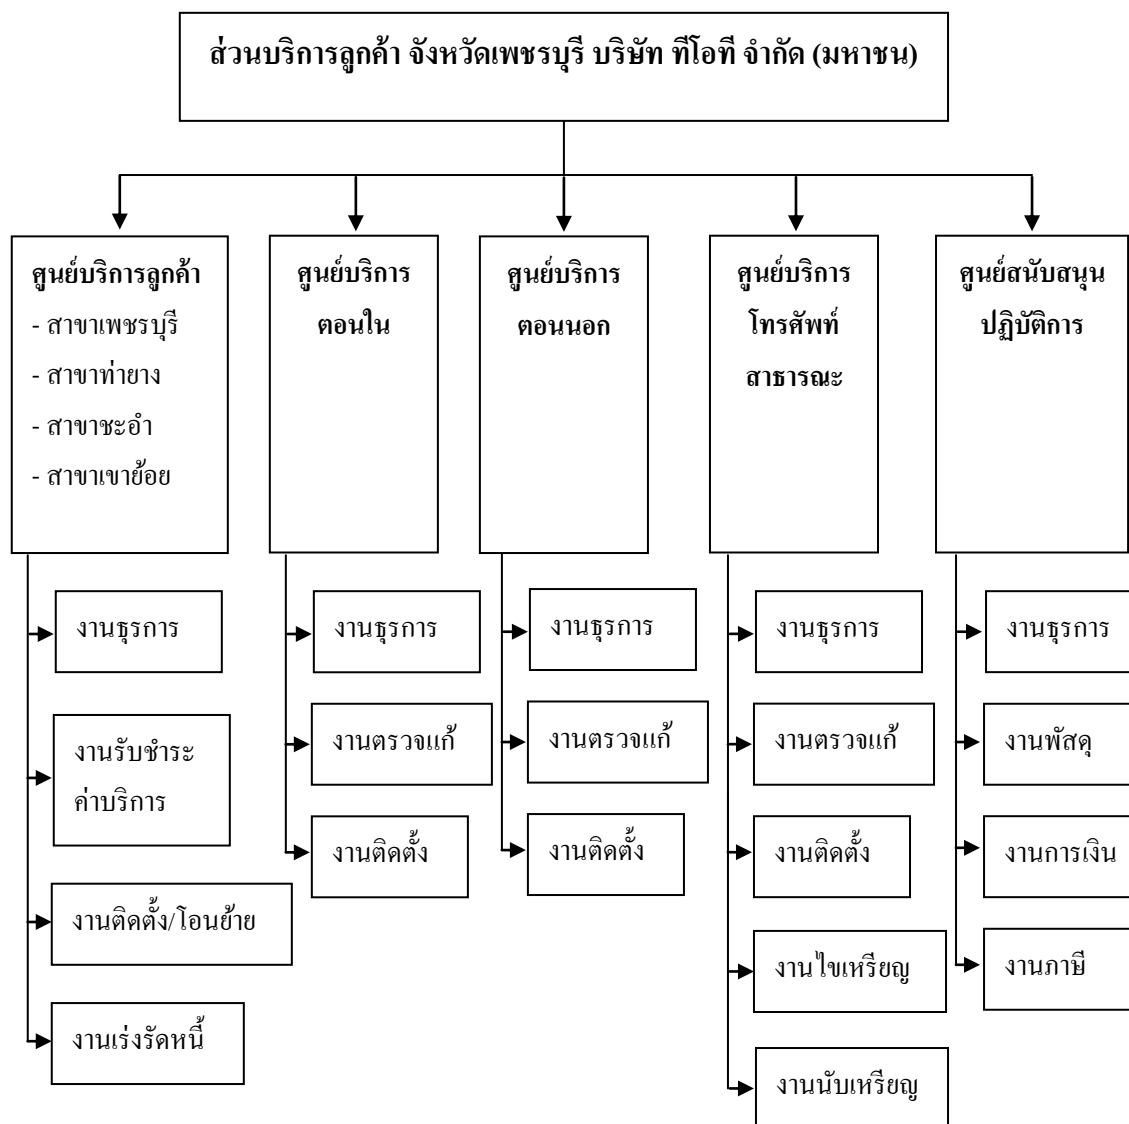 ส่วนบริการลูกค้า จังหวัดเพชรบุรี บริษัท ทีโอที จำกัด (มหาชน)
ศูนย์บริการลูกค้า
- สาขาเพชรบุรี
- สาขาท่ายาง
- สาขาชะอำ
- สาขาเขาย้อย
งานธุรการ
งานรับชำระ
ค่าบริการ
งานติดตั้ง/โอนย้าย
งานเร่งรัดหนี้
ศูนย์บริการ
ตอนใน
งานธุรการ
งานตรวจแก้
งานติดตั้ง
ศูนย์บริการ
ตอนนอก
งานธุรการ
งานตรวจแก้
งานติดตั้ง
ศูนย์บริการ
โทรศัพท์
สาธารณะ
งานธุรการ
งานตรวจแก้
งานติดตั้ง
งานไขเหรียญ
งานนับเหรียญ
ศูนย์สนับสนุน
ปฏิบัติการ
งานธุรการ
งานพัสดุ
งานการเงิน
งานภาษี